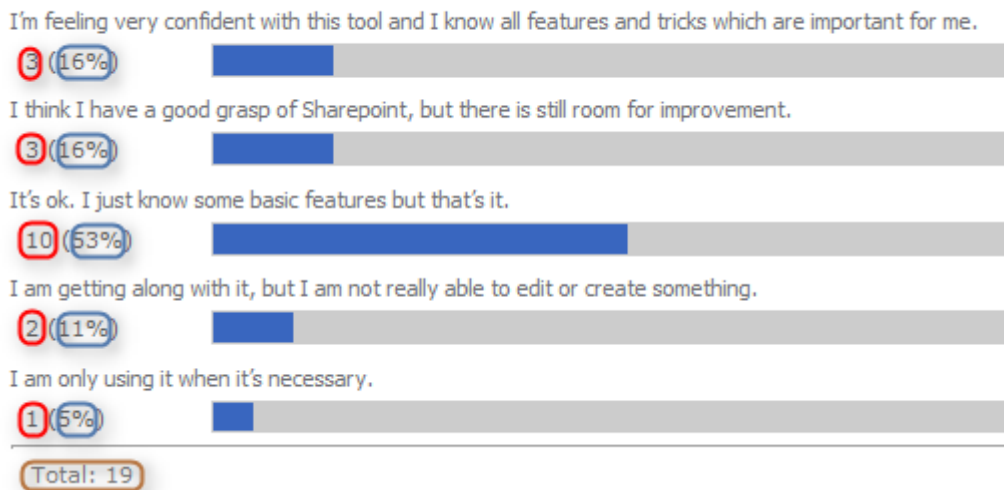 I'm feeling very confident with this tool and I know all features and tricks which are important for me.
3 (16%)
I think I have a good grasp of Sharepoint, but there is still room for improvement.
3 (16%)
It's ok. I just know some basic features but that's it.
10 (53%)
I am getting along with it, but I am not really able to edit or create something.
2 (11%)
I am only using it when it's necessary.
1 (5%)
Total: 19